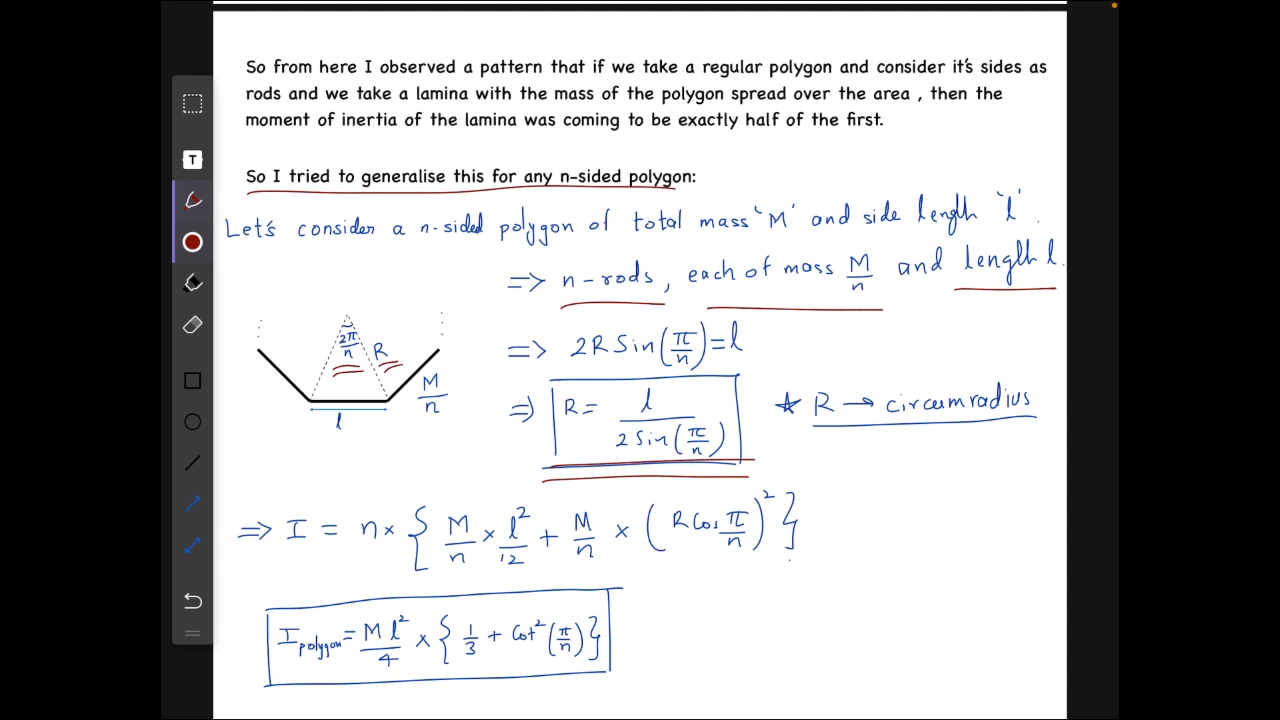 So from here I observed a pattern that if we take a regular polygon and consider it's sides as
rods and we take a lamina with the mass of the polygon spread over the area , then the
moment of inertia of the lamina was coming to be exactly half of the first.
So I tried to generalise this for any n-sided polygon:
Let's consider a n-sided polygon of total mass 'M' and side length 'l'.
=> n-rods, each of mass M/n and length l.
2π/n
R
M/n
l
=> 2R Sin(π/n) = l
=> R = l / 2 Sin(π/n)
★ R → circumradius
=> I = n × { M/n × l²/12 + M/n × (R Cos π/n)² }
I polygon = M l²/4 × { 1/3 + Cot² (π/n) }
T